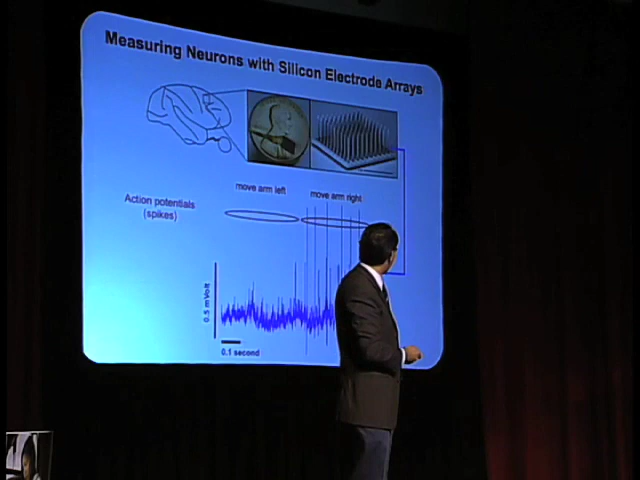 Measuring Neurons with Silicon Electrode Arrays
move arm left
move arm right
Action potentials
(spikes)
0.5 mVolt
0.1 second